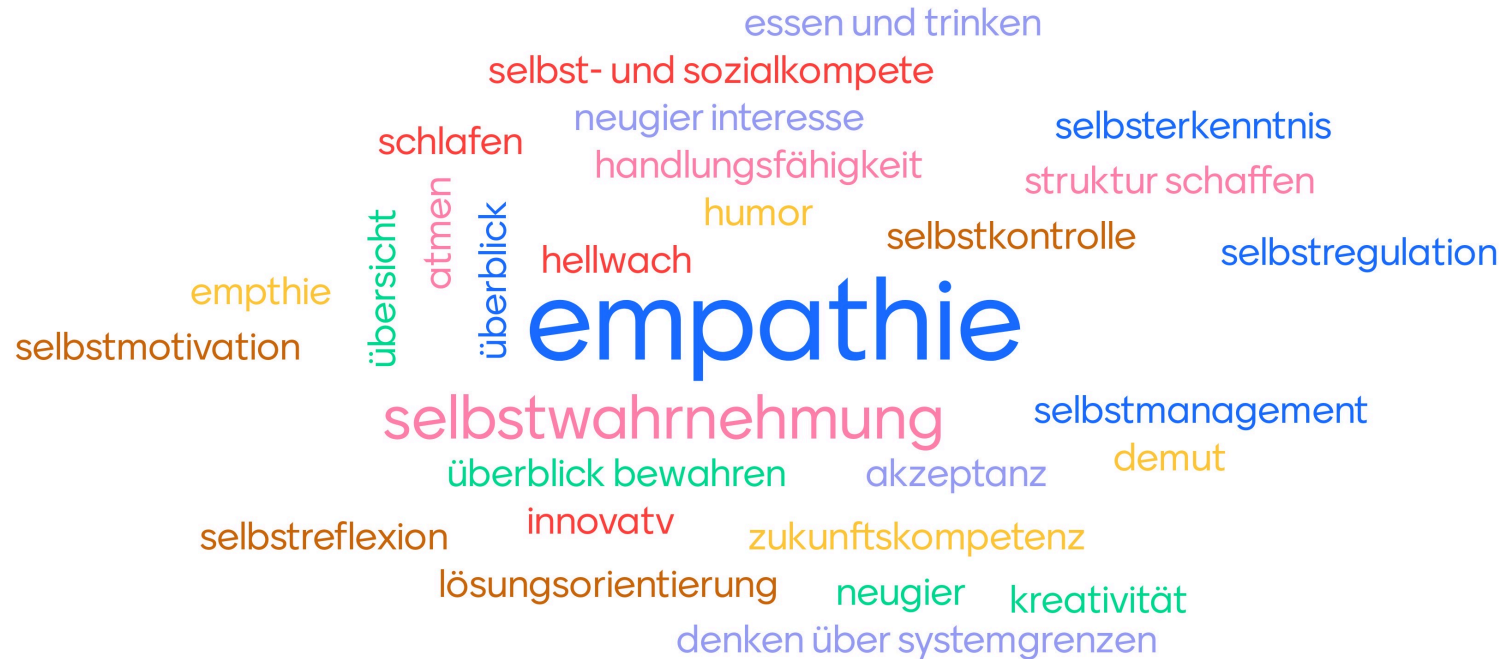 essen und trinken
selbst- und sozialkompete
neugier interesse
selbsterkenntnis
schlafen
handlungsfähigkeit
struktur schaffen
humor
selbstkontrolle
selbstregulation
übersicht
atmen
überblick
hellwach
empthie
empathie
selbstmotivation
selbstwahrnehmung
selbstmanagement
demut
überblick bewahren
akzeptanz
innovatv
selbstreflexion
zukunftskompetenz
lösungsorientierung
neugier
kreativität
denken über systemgrenzen